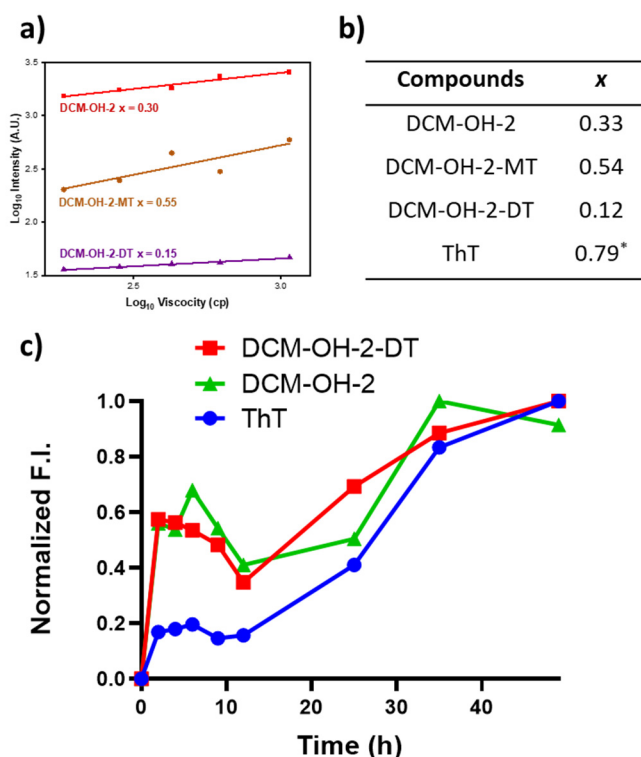 a)
3.5
3.0
2.5
2.0
1.5
2.5
3.0
Log10 Intensity (A.U.)
Log10 Viscocity (cp)
DCM-OH-2 x = 0.30
DCM-OH-2-MT x = 0.55
DCM-OH-2-DT x = 0.15
b)
Compounds x
DCM-OH-2 0.33
DCM-OH-2-MT 0.54
DCM-OH-2-DT 0.12
ThT 0.79*
c)
DCM-OH-2-DT
DCM-OH-2
ThT
Normalized F.I.
1.0
0.8
0.6
0.4
0.2
0.0
0 10 20 30 40
Time (h)